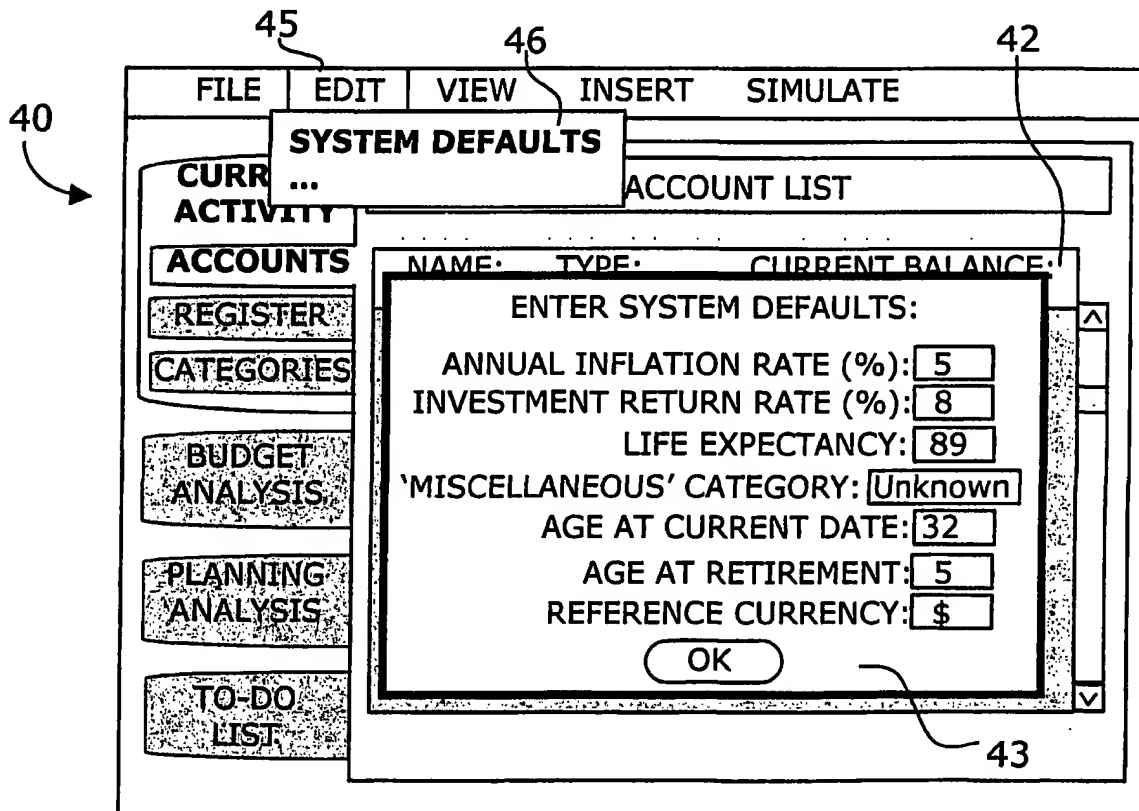 45
46
42
FILE EDIT VIEW INSERT SIMULATE
40
SYSTEM DEFAULTS
...
ACCOUNT LIST
ACTIVITY
ACCOUNTS
NAME: TYPE: CURRENT BALANCE:
REGISTER
CATEGORIES
ENTER SYSTEM DEFAULTS:
ANNUAL INFLATION RATE (%): 5
INVESTMENT RETURN RATE (%): 8
LIFE EXPECTANCY: 89
'MISCELLANEOUS' CATEGORY: Unknown
AGE AT CURRENT DATE: 32
AGE AT RETIREMENT: 5
REFERENCE CURRENCY: $
OK
BUDGET
ANALYSIS
PLANNING
ANALYSIS
TO-DO
LIST
43